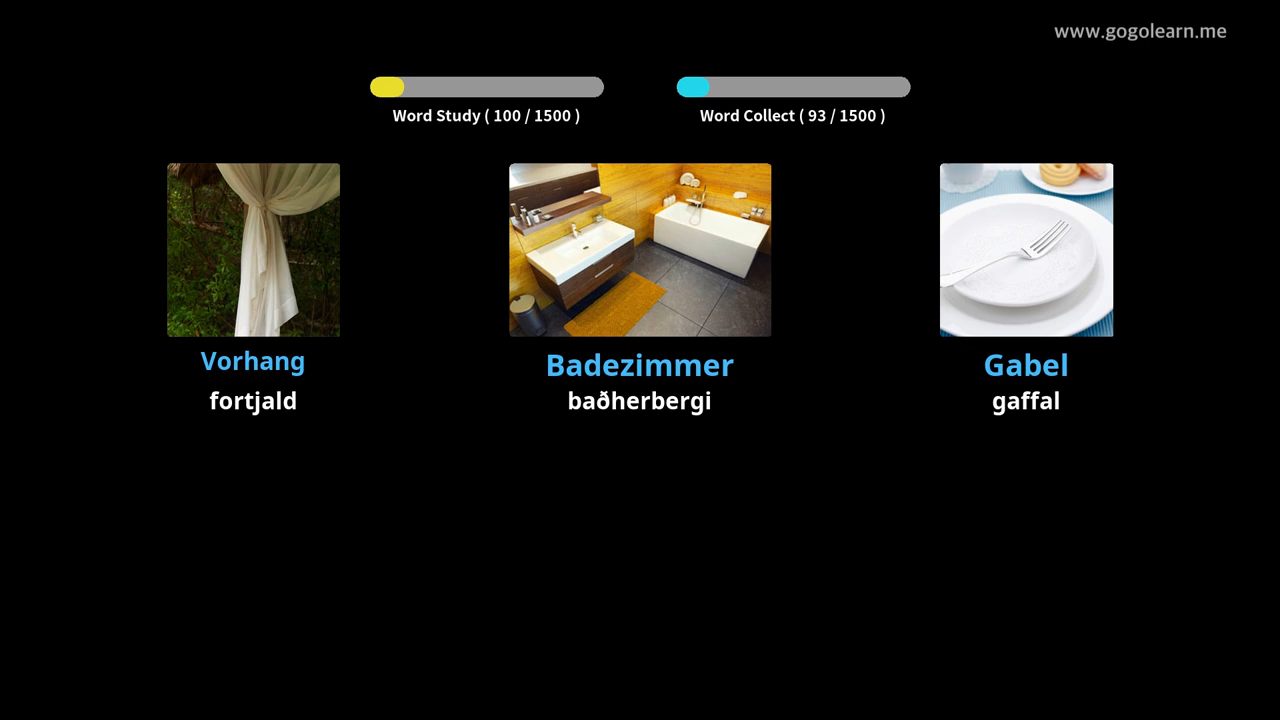 www.gogolearn.me
Word Study ( 100 / 1500 )
Word Collect ( 93 / 1500 )
Vorhang
fortjald
Badezimmer
baðherbergi
Gabel
gaffal